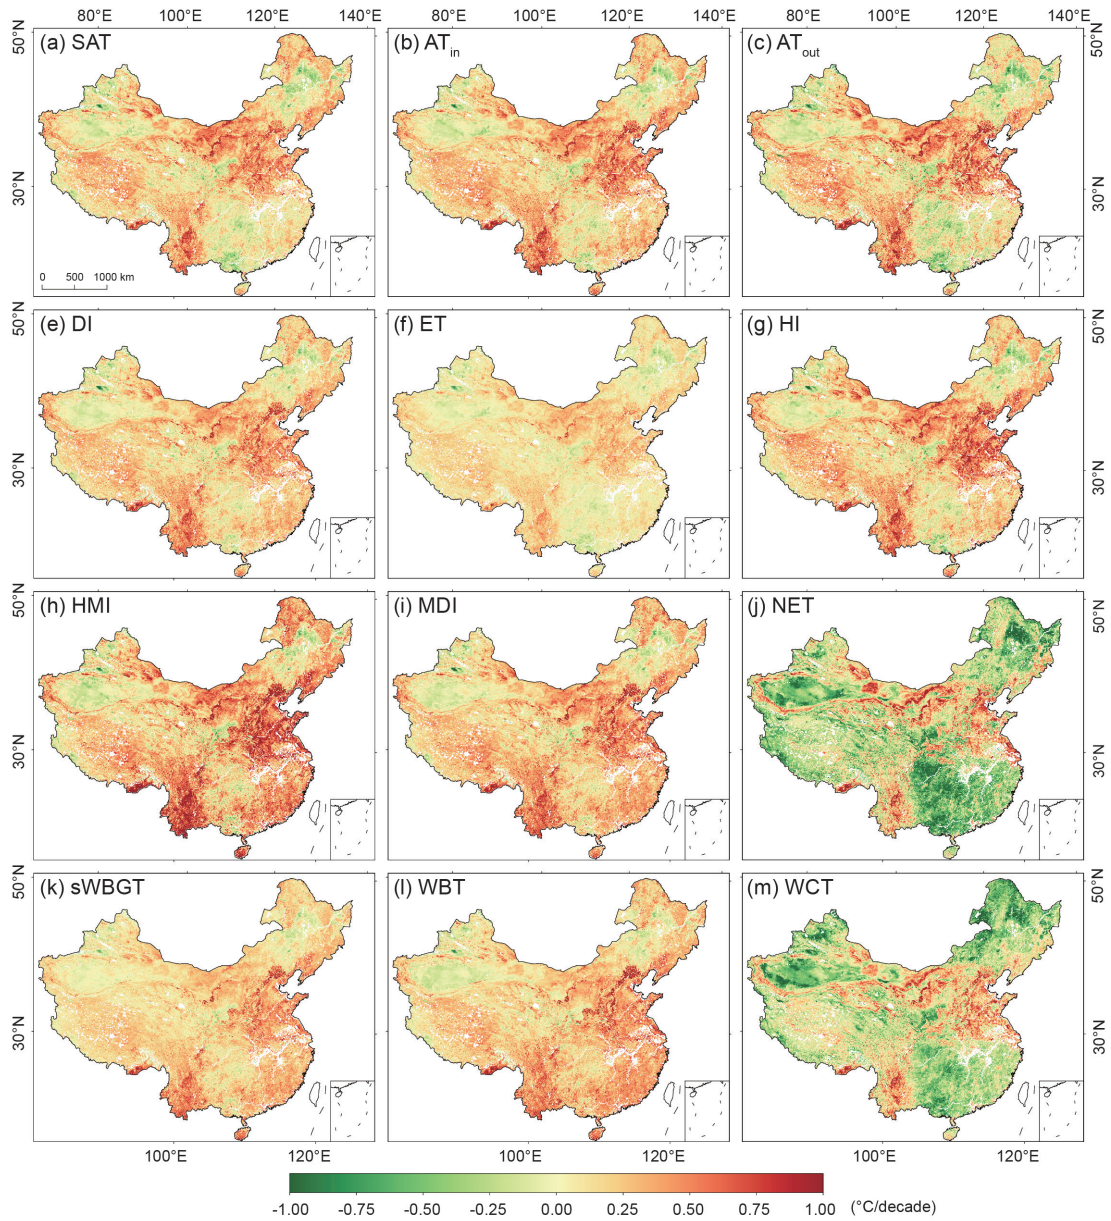 80°E 100°E 120°E 140°E 80°E 100°E 120°E 140°E 80°E 100°E 120°E 140°E
50°N (a) SAT (b) ATin (c) ATout 50°N
30°N 30°N
0 500 1000 km
50°N (e) DI (f) ET (g) HI 50°N
30°N 30°N
50°N (h) HMI (i) MDI (j) NET 50°N
30°N 30°N
50°N (k) sWBGT (l) WBT (m) WCT 50°N
30°N 30°N
100°E 120°E 100°E 120°E 100°E 120°E
-1.00 -0.75 -0.50 -0.25 0.00 0.25 0.50 0.75 1.00 (°C/decade)